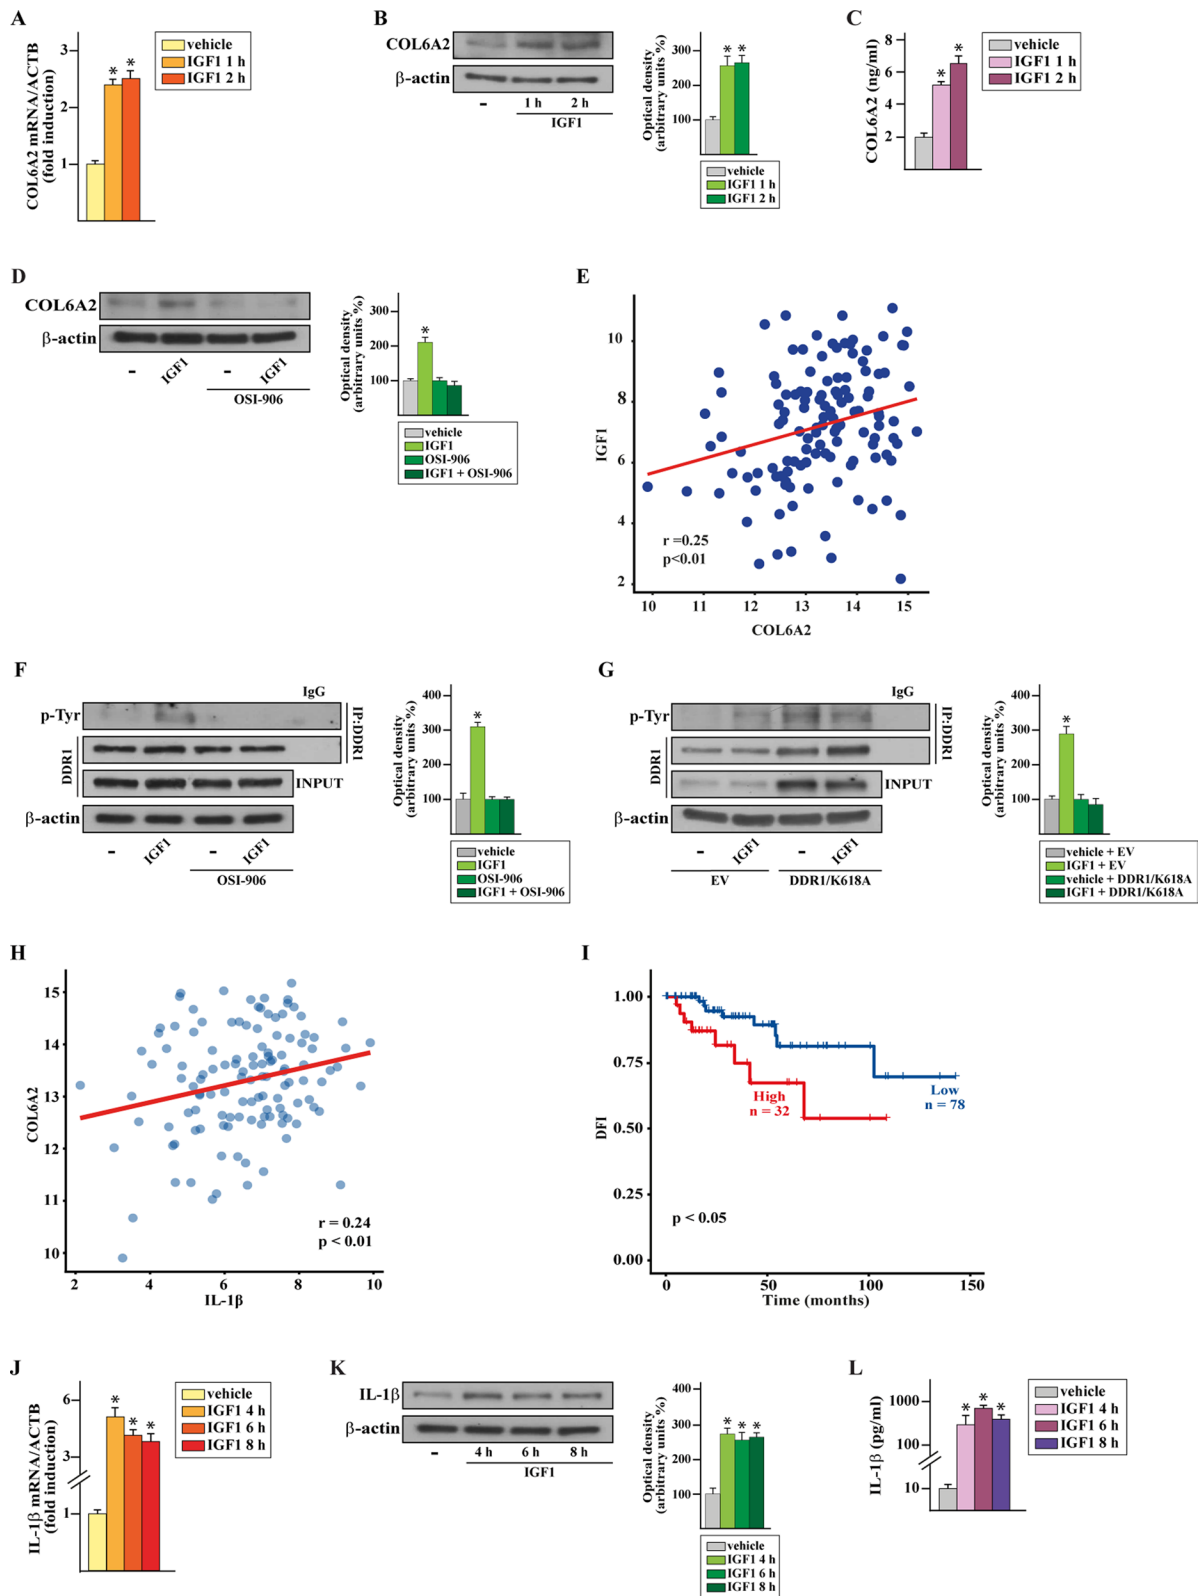 A
COL6A2 mRNA/ACTB
(fold induction)
3
2
1
*
*
vehicle
IGF1 1 h
IGF1 2 h
B
COL6A2
β-actin
-
1 h
2 h
IGF1
Optical density
(arbitrary units %)
300
200
100
*
*
vehicle
IGF1 1 h
IGF1 2 h
C
COL6A2 (ng/ml)
6
4
2
*
*
vehicle
IGF1 1 h
IGF1 2 h
D
COL6A2
β-actin
-
IGF1
-
IGF1
OSI-906
Optical density
(arbitrary units %)
300
200
100
*
vehicle
IGF1
OSI-906
IGF1 + OSI-906
E
IGF1
10
8
6
4
2
r =0.25
p<0.01
10
11
12
13
14
15
COL6A2
F
IgG
p-Tyr
DDR1
IP:DDR1
INPUT
β-actin
-
IGF1
-
IGF1
OSI-906
Optical density
(arbitrary units %)
400
300
200
100
*
vehicle
IGF1
OSI-906
IGF1 + OSI-906
G
IgG
p-Tyr
DDR1
IP:DDR1
INPUT
β-actin
-
IGF1
-
IGF1
EV
DDR1/K618A
Optical density
(arbitrary units %)
400
300
200
100
*
vehicle + EV
IGF1 + EV
vehicle + DDR1/K618A
IGF1 + DDR1/K618A
H
COL6A2
15
14
13
12
11
10
r = 0.24
p < 0.01
2
4
6
8
10
IL-1β
I
DFI
1.00
0.75
0.50
0.25
0.00
High
n = 32
Low
n = 78
p < 0.05
0
50
100
150
Time (months)
J
IL-1β mRNA/ACTB
(fold induction)
6
3
1
*
*
*
vehicle
IGF1 4 h
IGF1 6 h
IGF1 8 h
K
IL-1β
β-actin
-
4 h
6 h
8 h
IGF1
Optical density
(arbitrary units %)
400
300
200
100
*
*
*
vehicle
IGF1 4 h
IGF1 6 h
IGF1 8 h
L
IL-1β (pg/ml)
1000
100
10
*
*
*
vehicle
IGF1 4 h
IGF1 6 h
IGF1 8 h